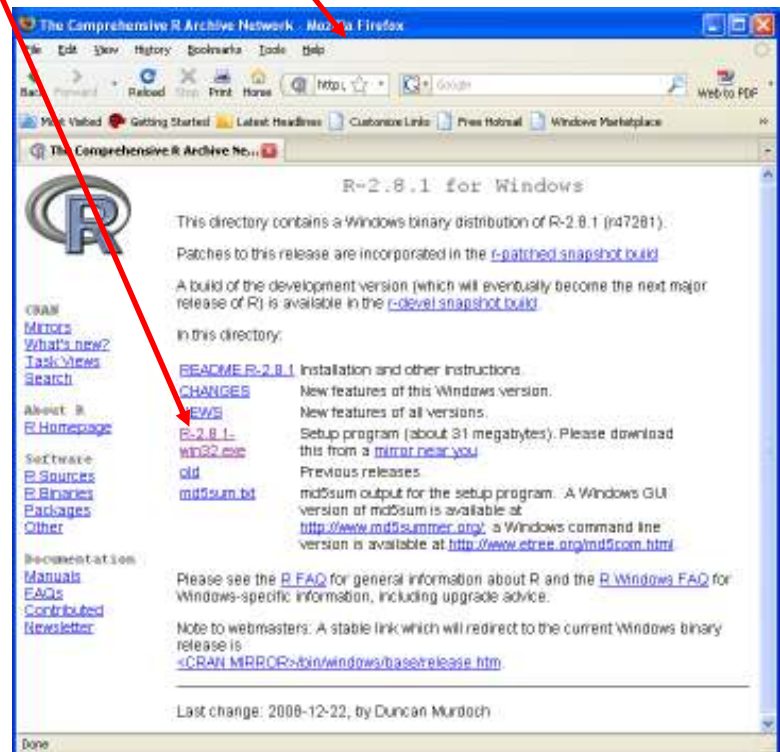 The Comprehensive R Archive Network - Mozilla Firefox
File Edit View History Bookmarks Tools Help
Back Forward Reload Stop Print Home http: Google Web to PDF
Most Visited Getting Started Latest Headlines Customize Links Free Hotmail Windows Marketplace »
The Comprehensive R Archive Ne...
R
R-2.8.1 for Windows
This directory contains a Windows binary distribution of R-2.8.1 (r47281).
Patches to this release are incorporated in the r-patched snapshot build.
A build of the development version (which will eventually become the next major
release of R) is available in the r-devel snapshot build.
In this directory:
CRAN
Mirrors
What's new?
Task Views
Search
About R
R Homepage
Software
R Sources
R Binaries
Packages
Other
Documentation
Manuals
FAQs
Contributed
Newsletter
README.R-2.8.1 Installation and other instructions.
CHANGES New features of this Windows version.
NEWS New features of all versions.
R-2.8.1- Setup program (about 31 megabytes). Please download
win32.exe this from a mirror near you
old Previous releases.
md5sum.txt md5sum output for the setup program. A Windows GUI
version of md5sum is available at
http://www.md5summer.org/; a Windows command line
version is available at http://www.etree.org/md5com.html
Please see the R FAQ for general information about R and the R Windows FAQ for
Windows-specific information, including upgrade advice.
Note to webmasters: A stable link which will redirect to the current Windows binary
release is
<CRAN MIRROR>/bin/windows/base/release.htm.
Last change: 2008-12-22, by Duncan Murdoch
Done